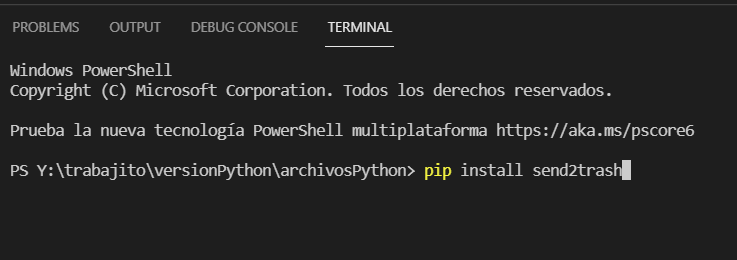 PROBLEMS OUTPUT DEBUG CONSOLE TERMINAL
Windows PowerShell
Copyright (C) Microsoft Corporation. Todos los derechos reservados.
Prueba la nueva tecnología PowerShell multiplataforma https://aka.ms/pscore6
PS Y:\trabajito\versionPython\archivosPython> pip install send2trash